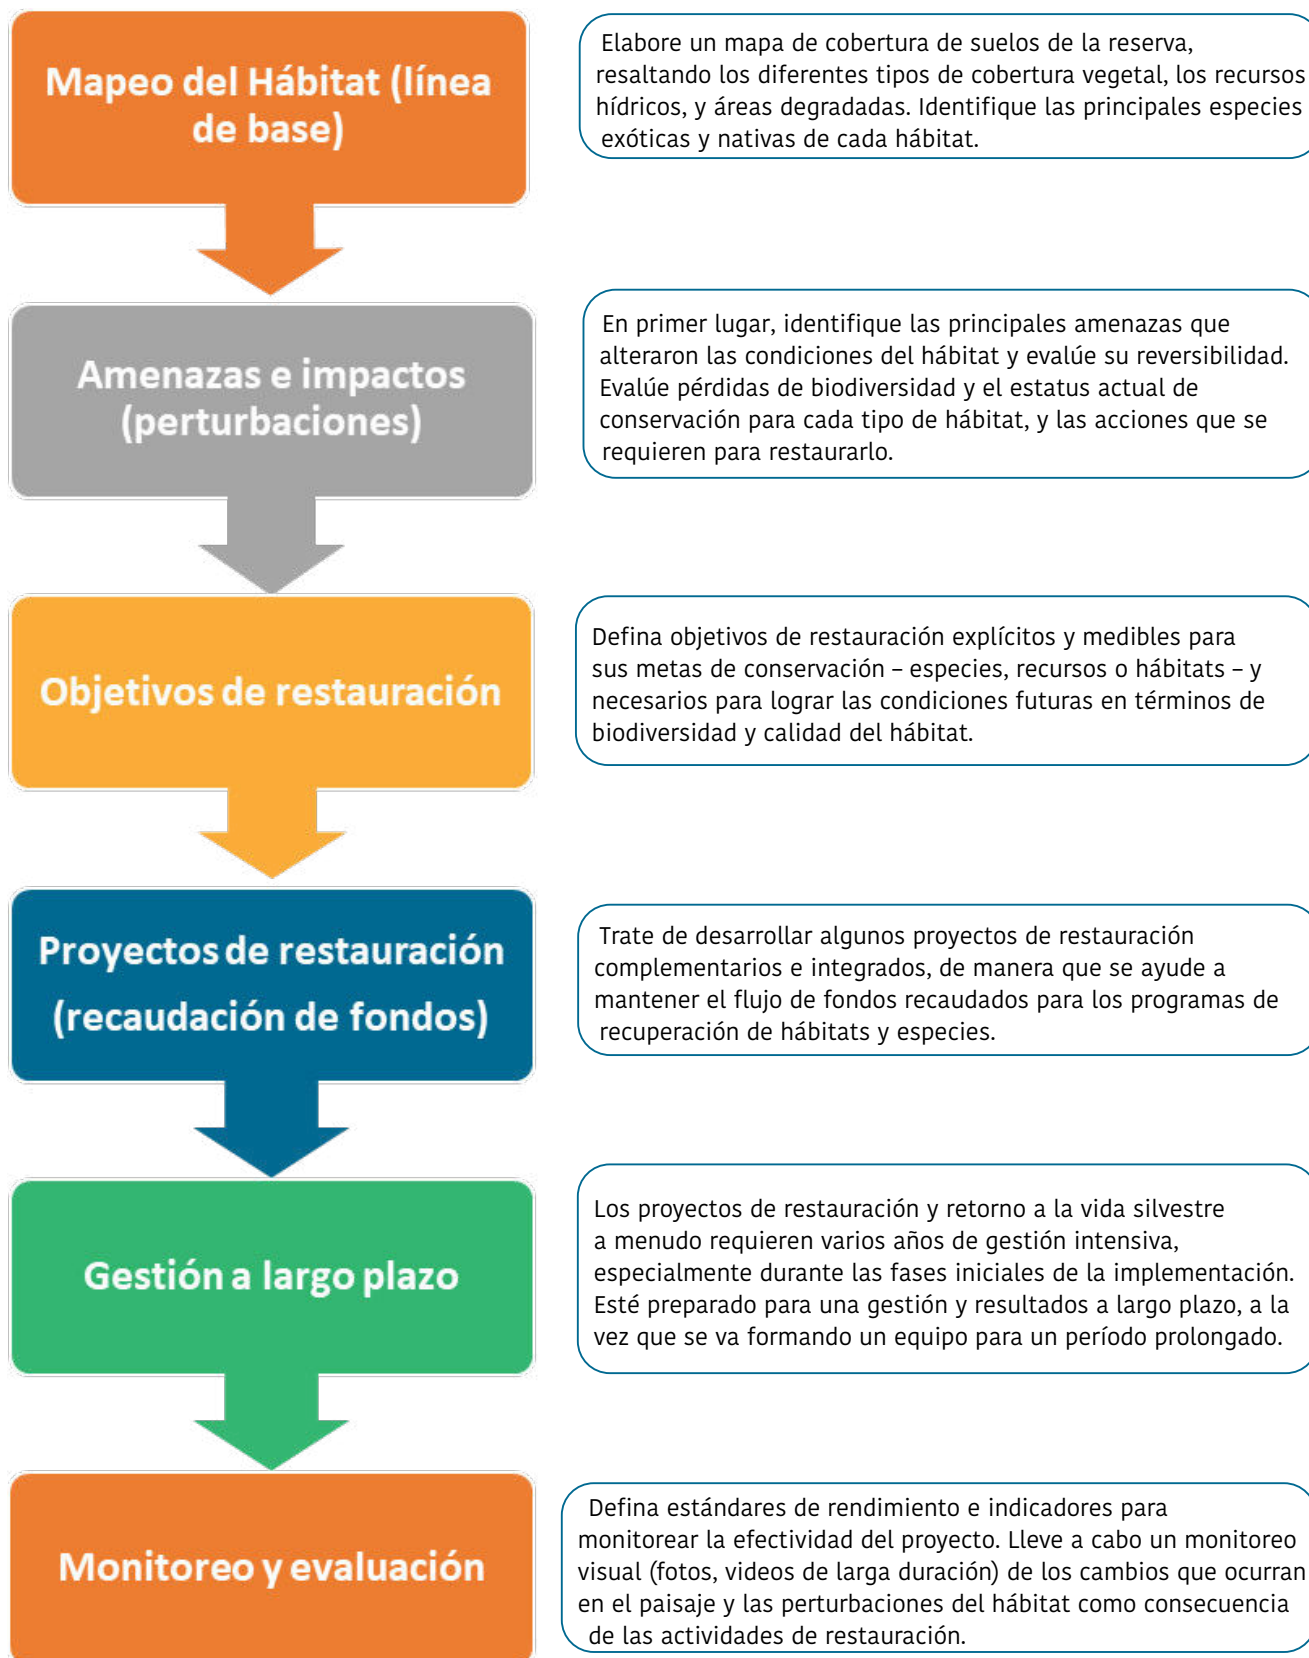 Mapeo del Hábitat (línea
de base)
Elabore un mapa de cobertura de suelos de la reserva,
resaltando los diferentes tipos de cobertura vegetal, los recursos
hídricos, y áreas degradadas. Identifique las principales especies
exóticas y nativas de cada hábitat.
Amenazas e impactos
(perturbaciones)
En primer lugar, identifique las principales amenazas que
alteraron las condiciones del hábitat y evalúe su reversibilidad.
Evalúe pérdidas de biodiversidad y el estatus actual de
conservación para cada tipo de hábitat, y las acciones que se
requieren para restaurarlo.
Objetivos de restauración
Defina objetivos de restauración explícitos y medibles para
sus metas de conservación – especies, recursos o hábitats – y
necesarios para lograr las condiciones futuras en términos de
biodiversidad y calidad del hábitat.
Proyectos de restauración
(recaudación de fondos)
Trate de desarrollar algunos proyectos de restauración
complementarios e integrados, de manera que se ayude a
mantener el flujo de fondos recaudados para los programas de
recuperación de hábitats y especies.
Gestión a largo plazo
Los proyectos de restauración y retorno a la vida silvestre
a menudo requieren varios años de gestión intensiva,
especialmente durante las fases iniciales de la implementación.
Esté preparado para una gestión y resultados a largo plazo, a la
vez que se va formando un equipo para un período prolongado.
Monitoreo y evaluación
Defina estándares de rendimiento e indicadores para
monitorear la efectividad del proyecto. Lleve a cabo un monitoreo
visual (fotos, videos de larga duración) de los cambios que ocurran
en el paisaje y las perturbaciones del hábitat como consecuencia
de las actividades de restauración.